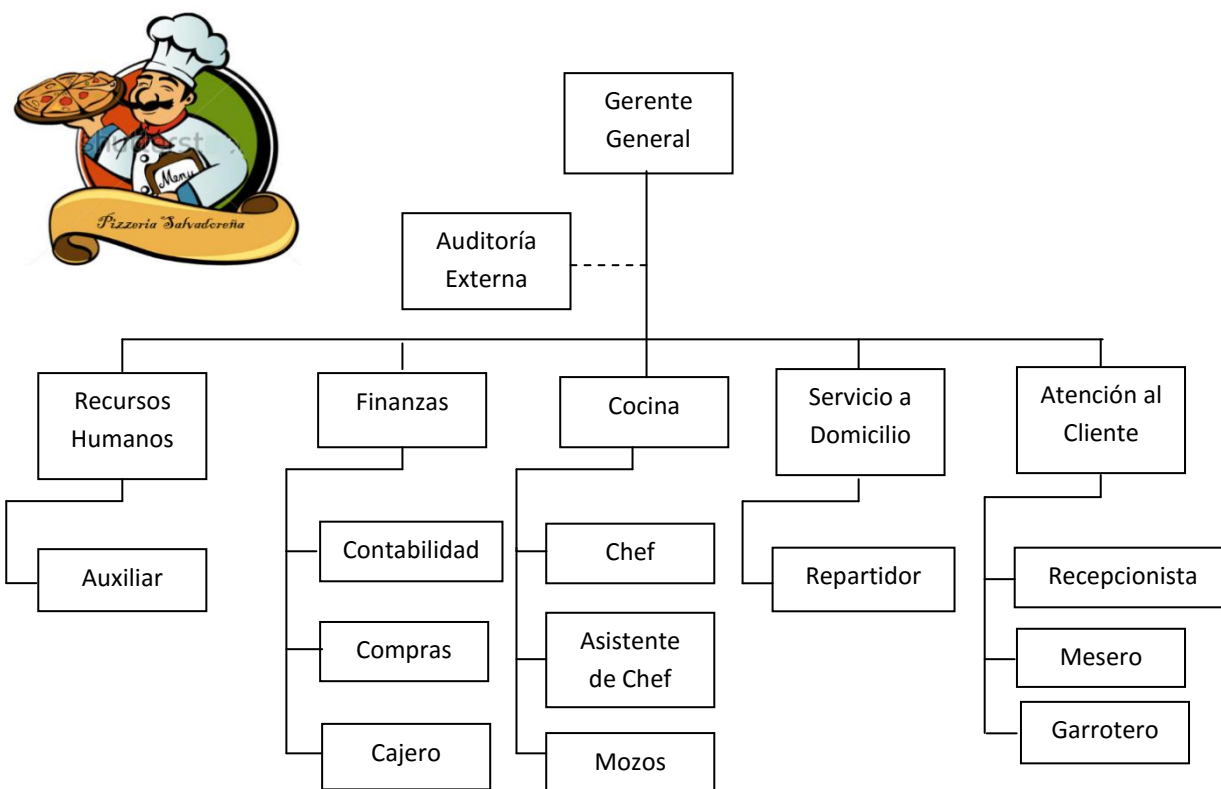 Gerente
General
shutterst
Menu
Pizzeria Salvadoreña
Auditoría
Externa
Recursos
Humanos
Finanzas
Cocina
Servicio a
Domicilio
Atención al
Cliente
Auxiliar
Contabilidad
Compras
Cajero
Chef
Asistente
de Chef
Mozos
Repartidor
Recepcionista
Mesero
Garrotero